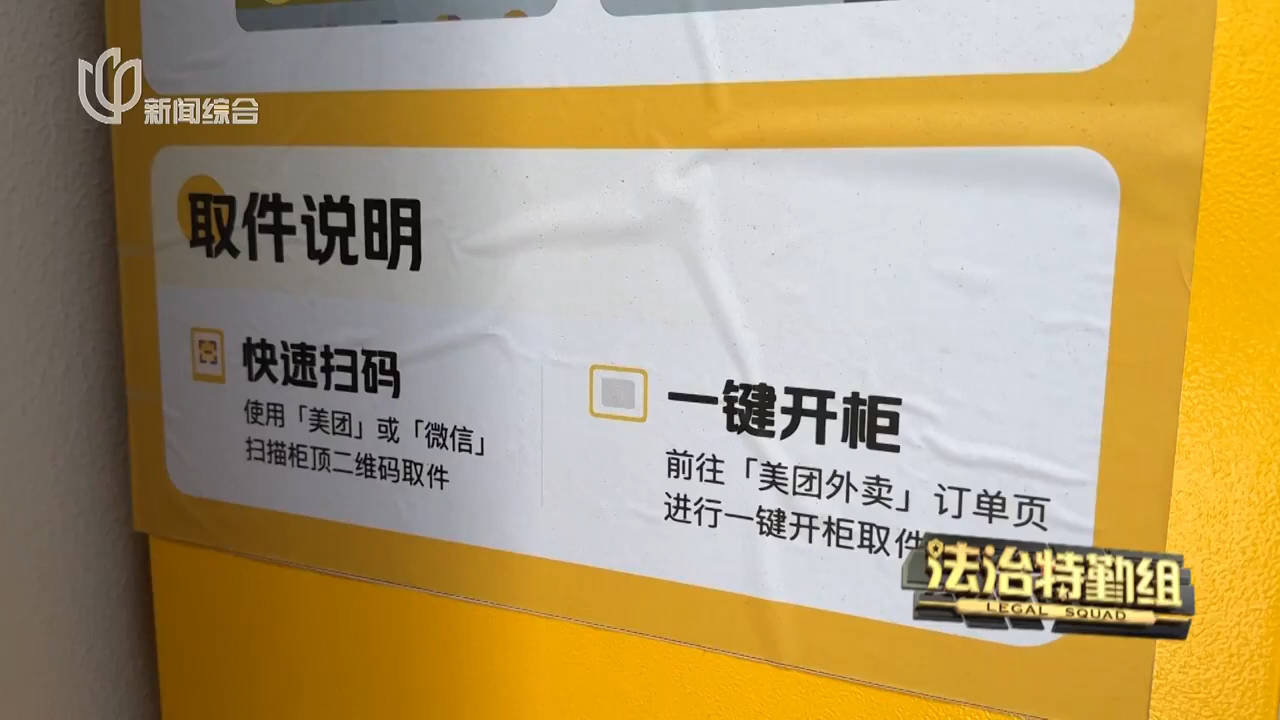 新闻综合
取件说明
快速扫码
使用「美团」或「微信」
扫描柜顶二维码取件
一键开柜
前往「美团外卖」订单页
进行一键开柜取件
法治特勤组
LEGAL SQUAD